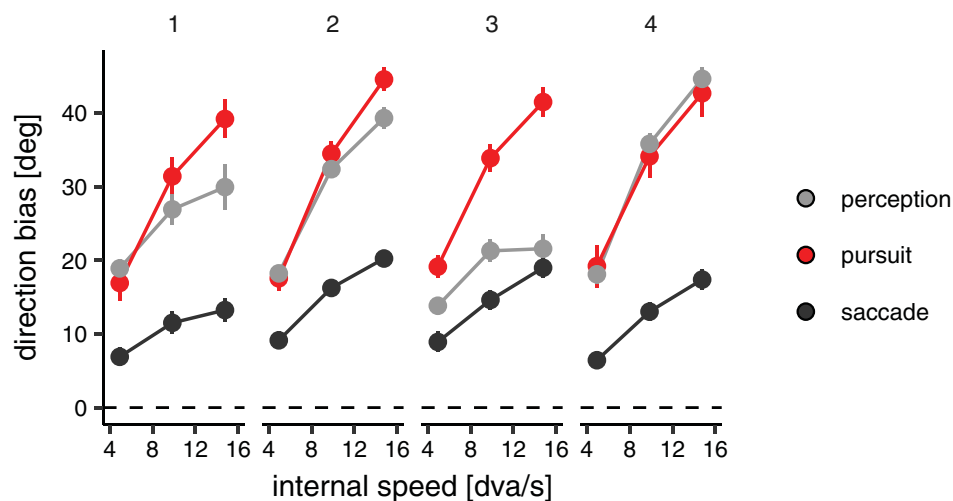 1 2 3 4
direction bias [deg]
40
30
20
10
0
4 8 12 16 4 8 12 16 4 8 12 16 4 8 12 16
internal speed [dva/s]
perception
pursuit
saccade